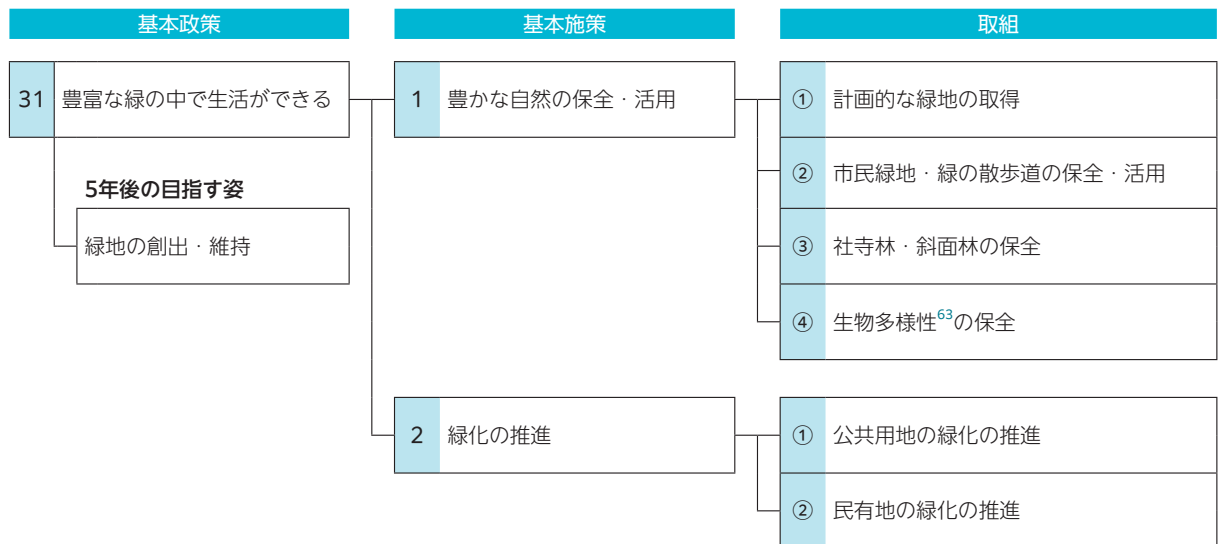 基本政策
基本施策
取組
31 豊富な緑の中で生活ができる
1 豊かな自然の保全・活用
① 計画的な緑地の取得
② 市民緑地・緑の散歩道の保全・活用
5年後の目指す姿
緑地の創出・維持
③ 社寺林・斜面林の保全
④ 生物多様性63の保全
2 緑化の推進
① 公共用地の緑化の推進
② 民有地の緑化の推進